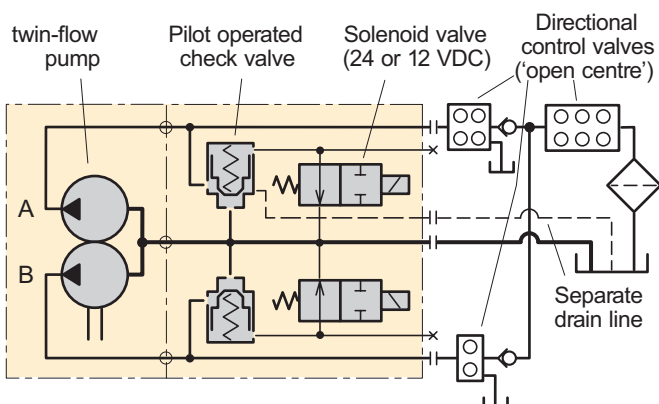 twin-flow
pump
Pilot operated
check valve
Solenoid valve
(24 or 12 VDC)
Directional
control valves
('open centre')
A
B
Separate
drain line